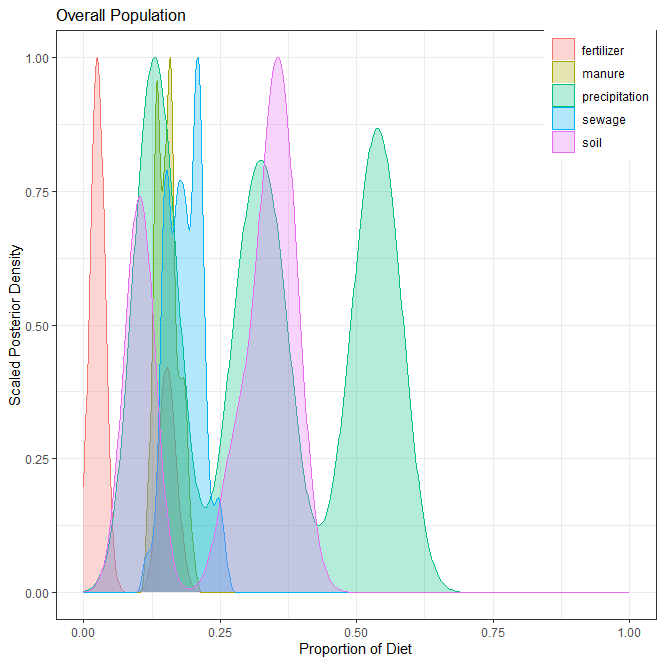 Overall Population
fertilizer
manure
precipitation
sewage
soil
1.00
0.75
0.50
0.25
0.00
Scaled Posterior Density
0.00 0.25 0.50 0.75 1.00
Proportion of Diet